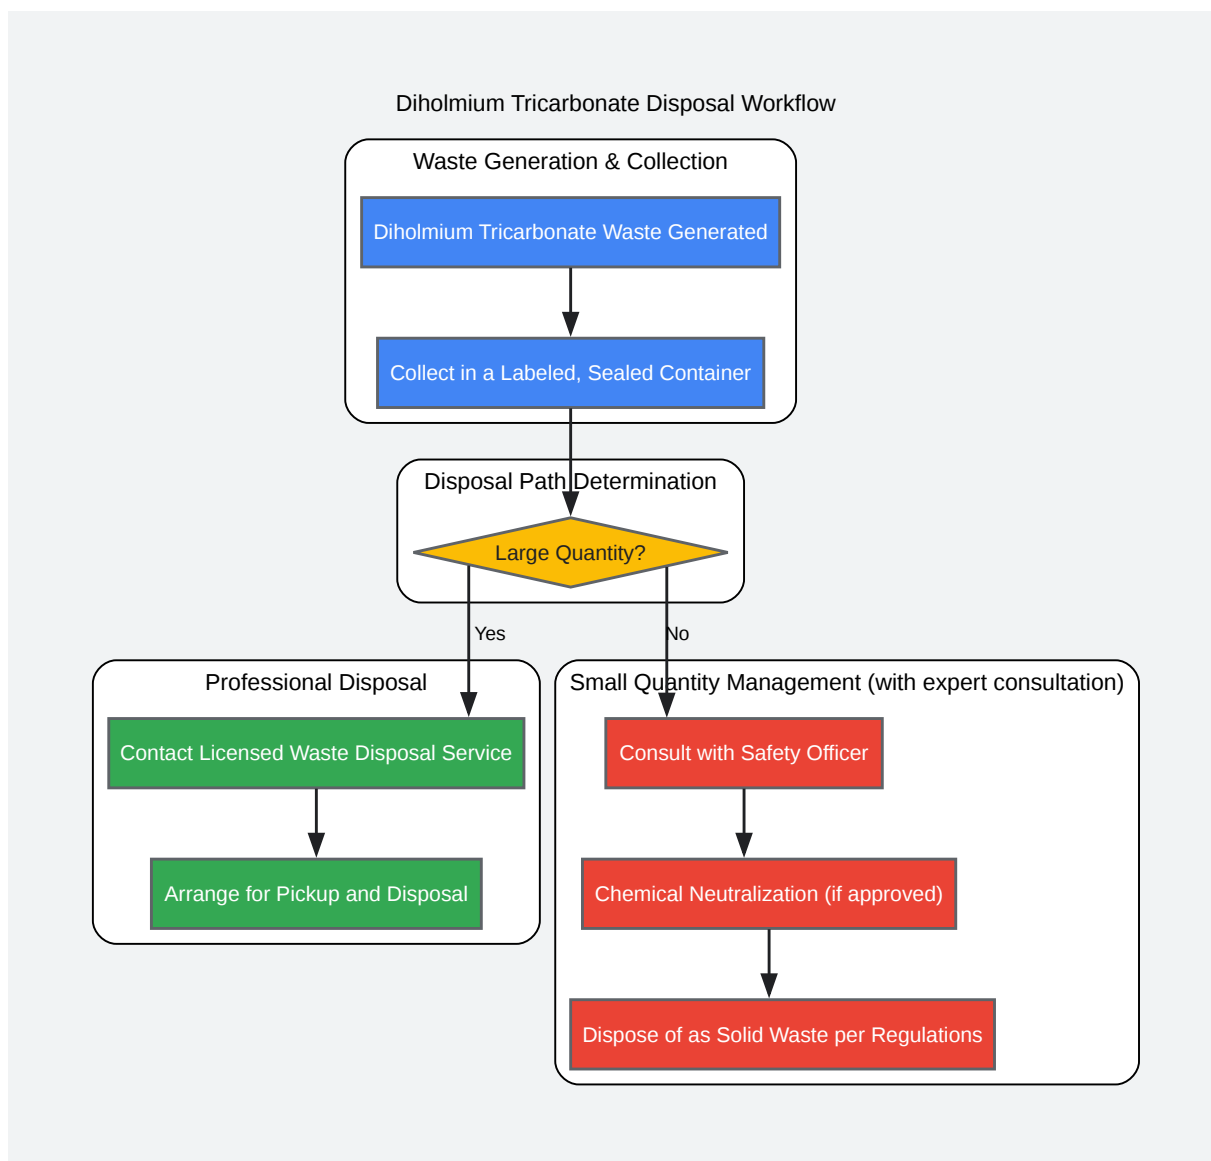 Diholmium Tricarbonate Disposal Workflow
Waste Generation & Collection
Diholmium Tricarbonate Waste Generated
Collect in a Labeled, Sealed Container
Disposal Path Determination
Large Quantity?
Yes
No
Professional Disposal
Contact Licensed Waste Disposal Service
Arrange for Pickup and Disposal
Small Quantity Management (with expert consultation)
Consult with Safety Officer
Chemical Neutralization (if approved)
Dispose of as Solid Waste per Regulations